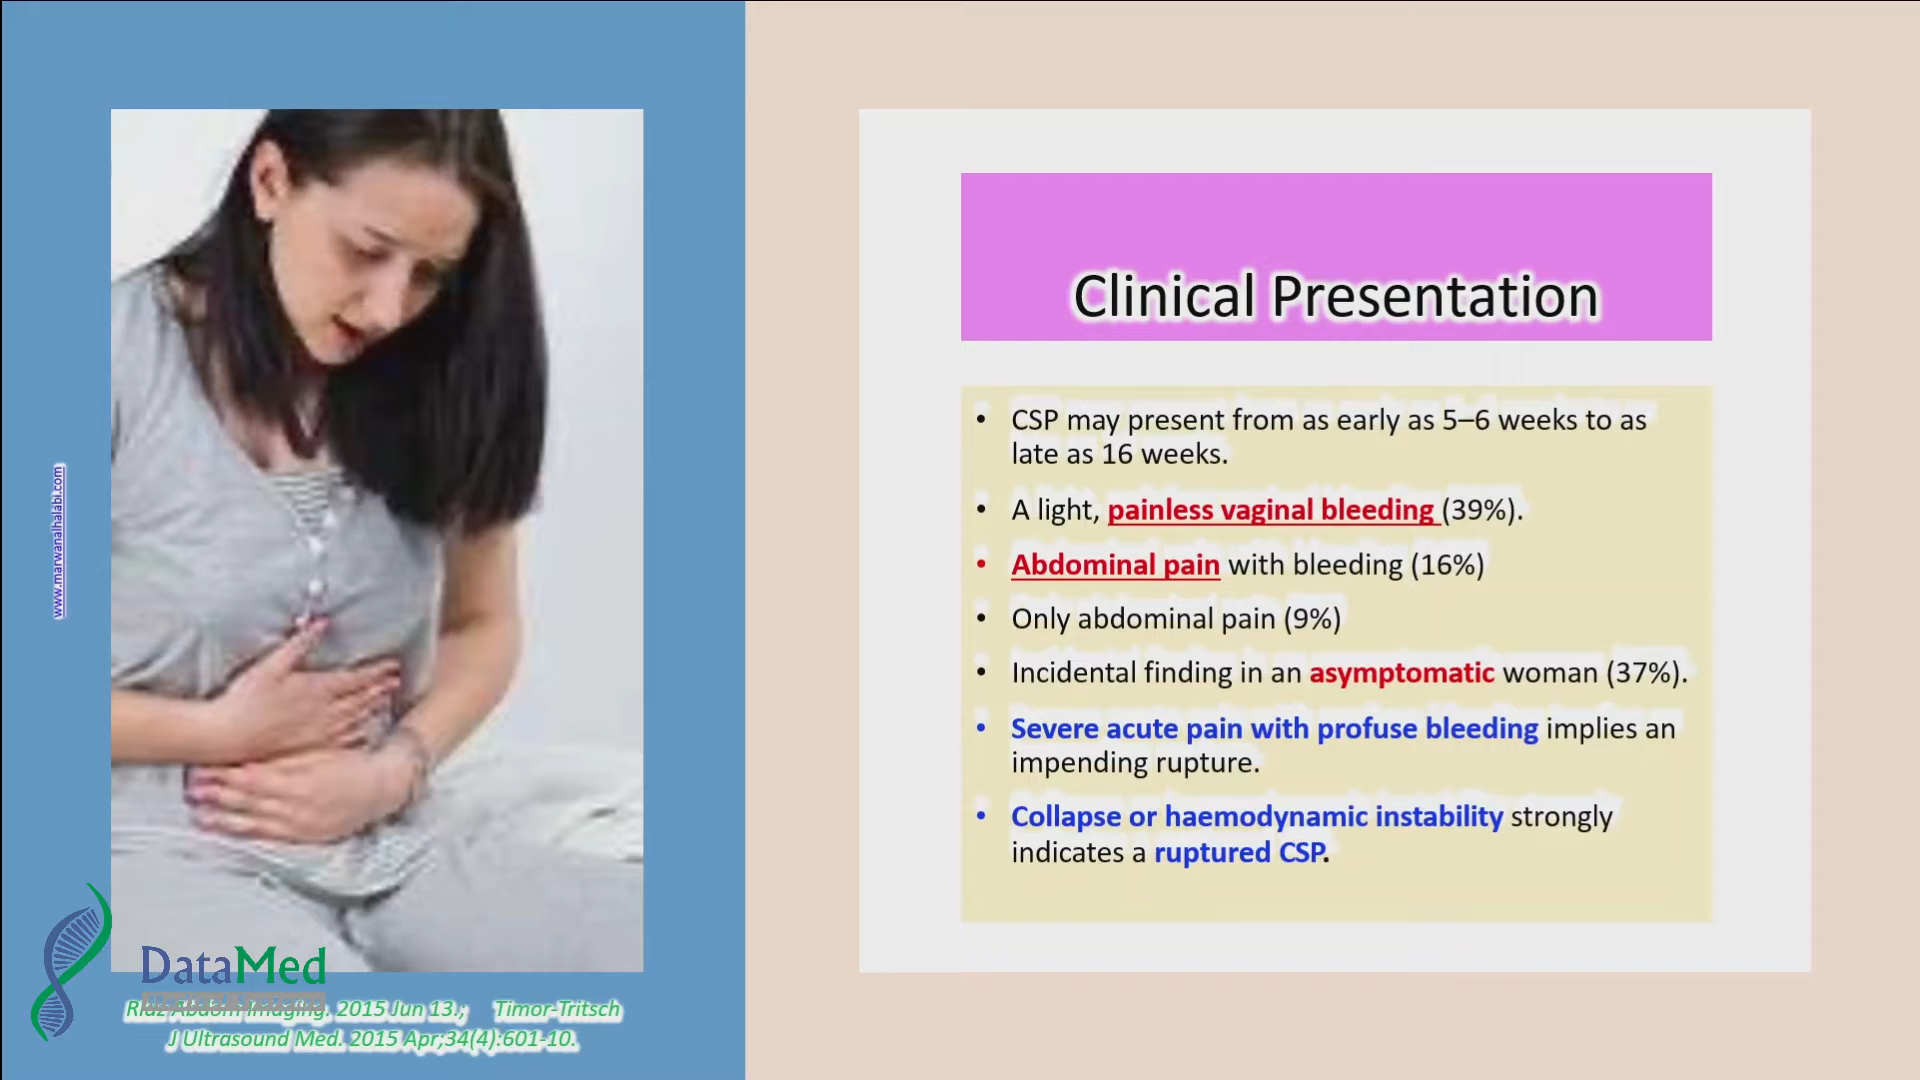 www.marwanalhalabi.com
DataMed
Riaz Abdom Imaging. 2015 Jun 13.; Timor-Tritsch
J Ultrasound Med. 2015 Apr;34(4):601-10.
Clinical Presentation
• CSP may present from as early as 5–6 weeks to as
late as 16 weeks.
• A light, painless vaginal bleeding (39%).
• Abdominal pain with bleeding (16%)
• Only abdominal pain (9%)
• Incidental finding in an asymptomatic woman (37%).
• Severe acute pain with profuse bleeding implies an
impending rupture.
• Collapse or haemodynamic instability strongly
indicates a ruptured CSP.